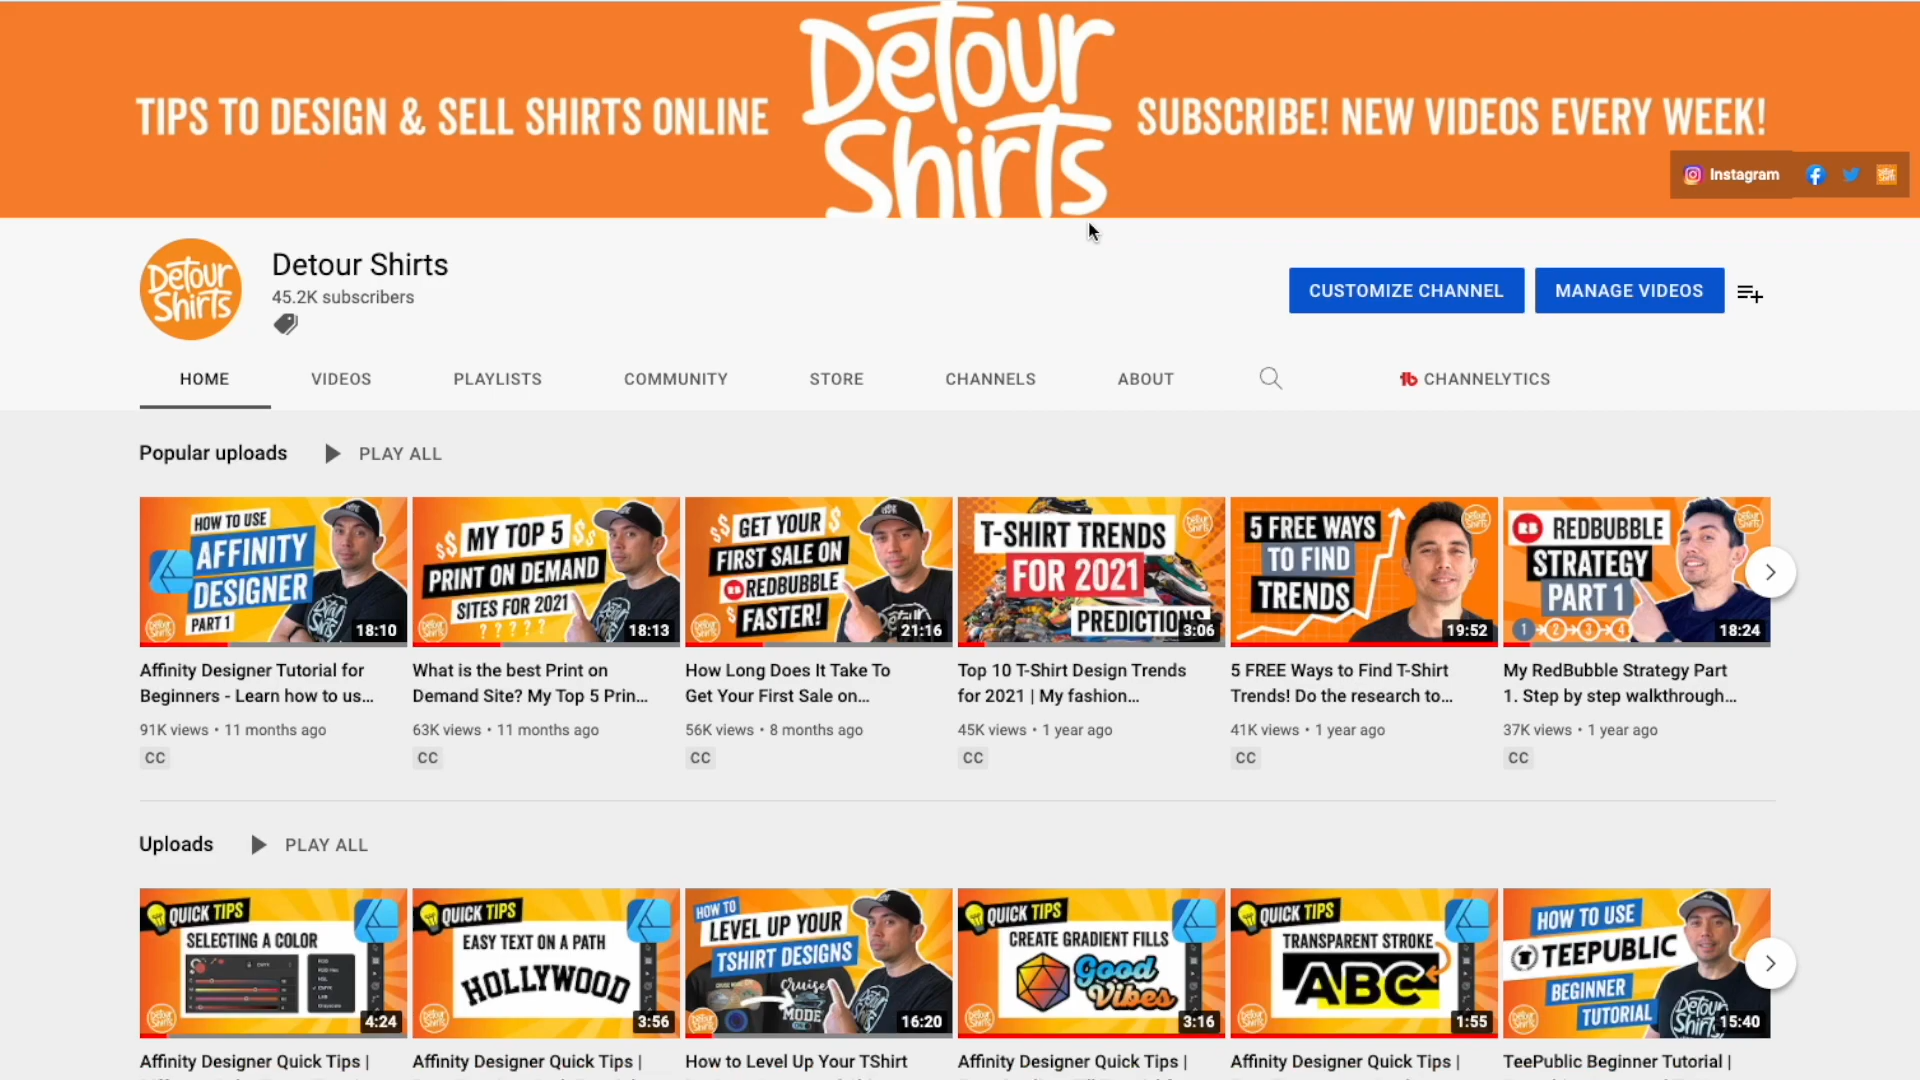 TIPS TO DESIGN & SELL SHIRTS ONLINE
Detour
Shirts
SUBSCRIBE! NEW VIDEOS EVERY WEEK!
Instagram
Detour Shirts
Detour Shirts
45.2K subscribers
CUSTOMIZE CHANNEL
MANAGE VIDEOS
HOME
VIDEOS
PLAYLISTS
COMMUNITY
STORE
CHANNELS
ABOUT
tb CHANNELYTICS
Popular uploads
PLAY ALL
HOW TO USE
AFFINITY
DESIGNER
PART 1
18:10
$$ MY TOP 5 $$
PRINT ON DEMAND
SITES FOR 2021
? ? ? ? ?
18:13
$$ GET YOUR $
FIRST SALE ON
RB REDBUBBLE
FASTER!
21:16
T-SHIRT TRENDS
FOR 2021
PREDICTIONS
3:06
5 FREE WAYS
TO FIND
TRENDS
19:52
RB REDBUBBLE
STRATEGY
PART 1
1 2 3 4
18:24
Affinity Designer Tutorial for
Beginners - Learn how to us...
91K views • 11 months ago
CC
What is the best Print on
Demand Site? My Top 5 Prin...
63K views • 11 months ago
CC
How Long Does It Take To
Get Your First Sale on...
56K views • 8 months ago
CC
Top 10 T-Shirt Design Trends
for 2021 | My fashion...
45K views • 1 year ago
CC
5 FREE Ways to Find T-Shirt
Trends! Do the research to...
41K views • 1 year ago
CC
My RedBubble Strategy Part
1. Step by step walkthrough...
37K views • 1 year ago
CC
Uploads
PLAY ALL
QUICK TIPS
SELECTING A COLOR
4:24
QUICK TIPS
EASY TEXT ON A PATH
HOLLYWOOD
3:56
HOW TO
LEVEL UP YOUR
TSHIRT DESIGNS
Cruise
MODE
16:20
QUICK TIPS
CREATE GRADIENT FILLS
Good
Vibes
3:16
QUICK TIPS
TRANSPARENT STROKE
ABC
1:55
HOW TO USE
TEEPUBLIC
BEGINNER
TUTORIAL
15:40
Affinity Designer Quick Tips |
Affinity Designer Quick Tips |
How to Level Up Your TShirt
Affinity Designer Quick Tips |
Affinity Designer Quick Tips |
TeePublic Beginner Tutorial |